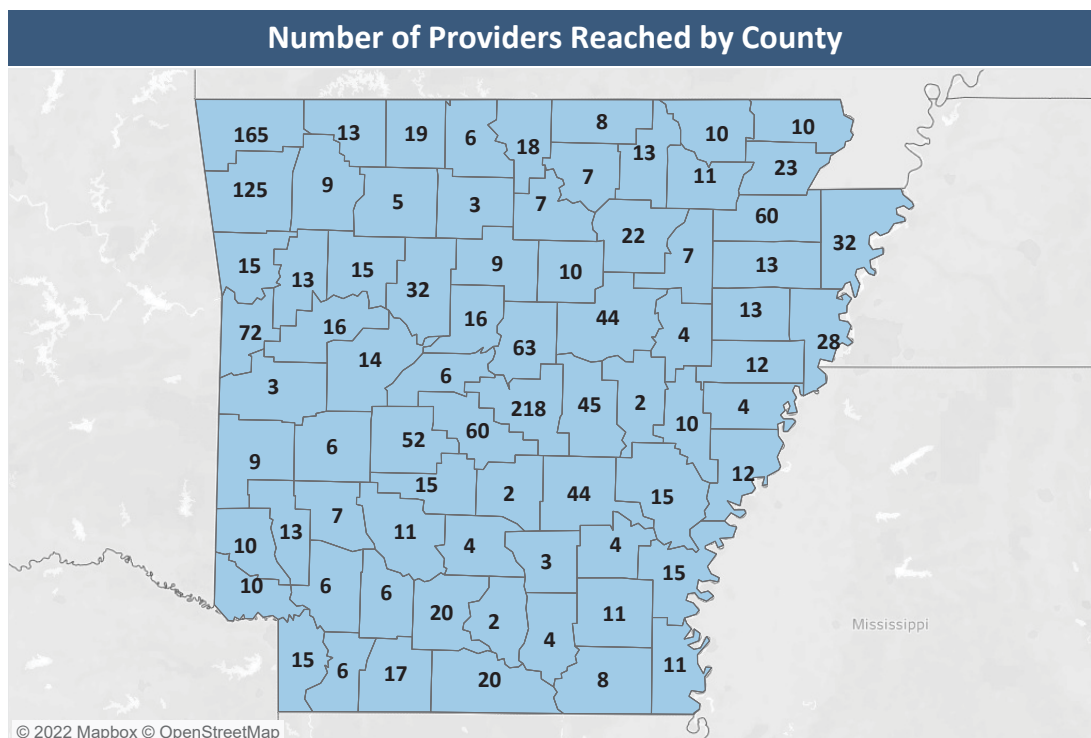 Number of Providers Reached by County
165 13 19 6 18 8 13 10 10
125 9 5 3 7 7 11 23
22 7 60 32
15 13 15 32 9 10 13
72 16 16 63 44 4 13 28
3 14 6 12
218 45 2 10 4
9 6 52 60 12
15 2 44 15
10 13 7 11 4 3 4 15
10 6 6 20 2 4 11
15 6 17 20 8 11
Mississippi
© 2022 Mapbox © OpenStreetMap